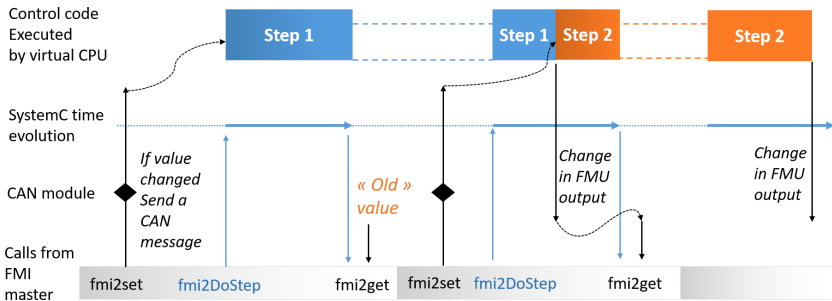 Control code
Executed
by virtual CPU
Step 1
Step 1
Step 2
Step 2
SystemC time
evolution
If value
changed
Send a
CAN
message
« Old »
value
Change
in FMU
output
Change
in FMU
output
CAN module
Calls from
FMI
master
fmi2set
fmi2DoStep
fmi2get
fmi2set
fmi2DoStep
fmi2get